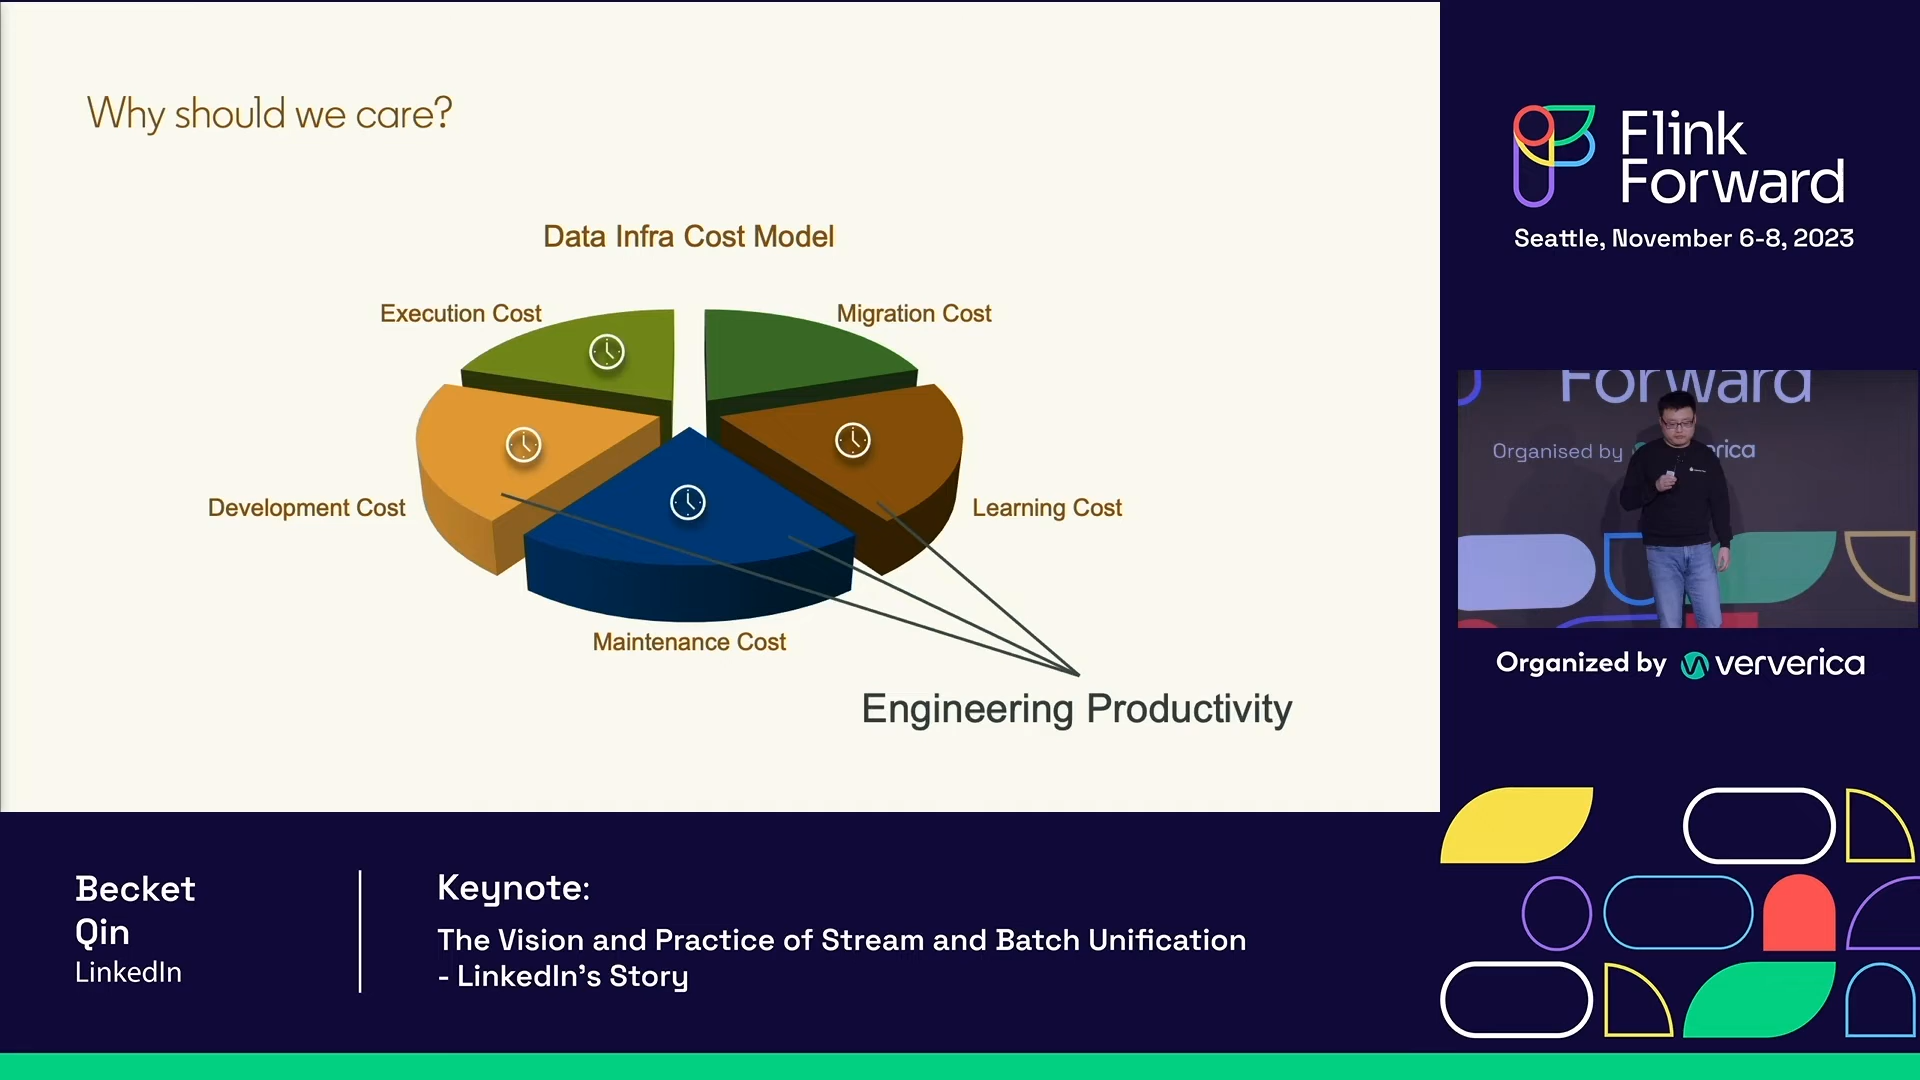 Why should we care?
Data Infra Cost Model
Execution Cost
Migration Cost
Development Cost
Learning Cost
Maintenance Cost
Engineering Productivity
Flink
Forward
Seattle, November 6-8, 2023
Forward
Organised by
Organized by ververica
Becket
Qin
LinkedIn
Keynote:
The Vision and Practice of Stream and Batch Unification
- LinkedIn's Story